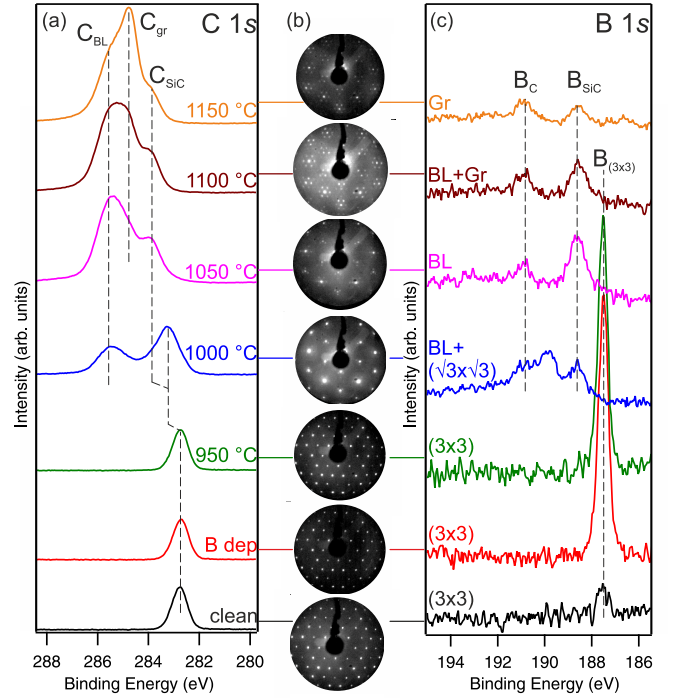 (a)
C 1s
(b)
(c)
B 1s
C_BL
C_gr
C_SiC
1150 °C
1100 °C
1050 °C
1000 °C
950 °C
B dep
clean
Intensity (arb. units)
288 286 284 282 280
Binding Energy (eV)
B_C
B_SiC
B_(3x3)
Gr
BL+Gr
BL
BL+
(√3x√3)
(3x3)
(3x3)
(3x3)
Intensity (arb. units)
194 192 190 188 186
Binding Energy (eV)